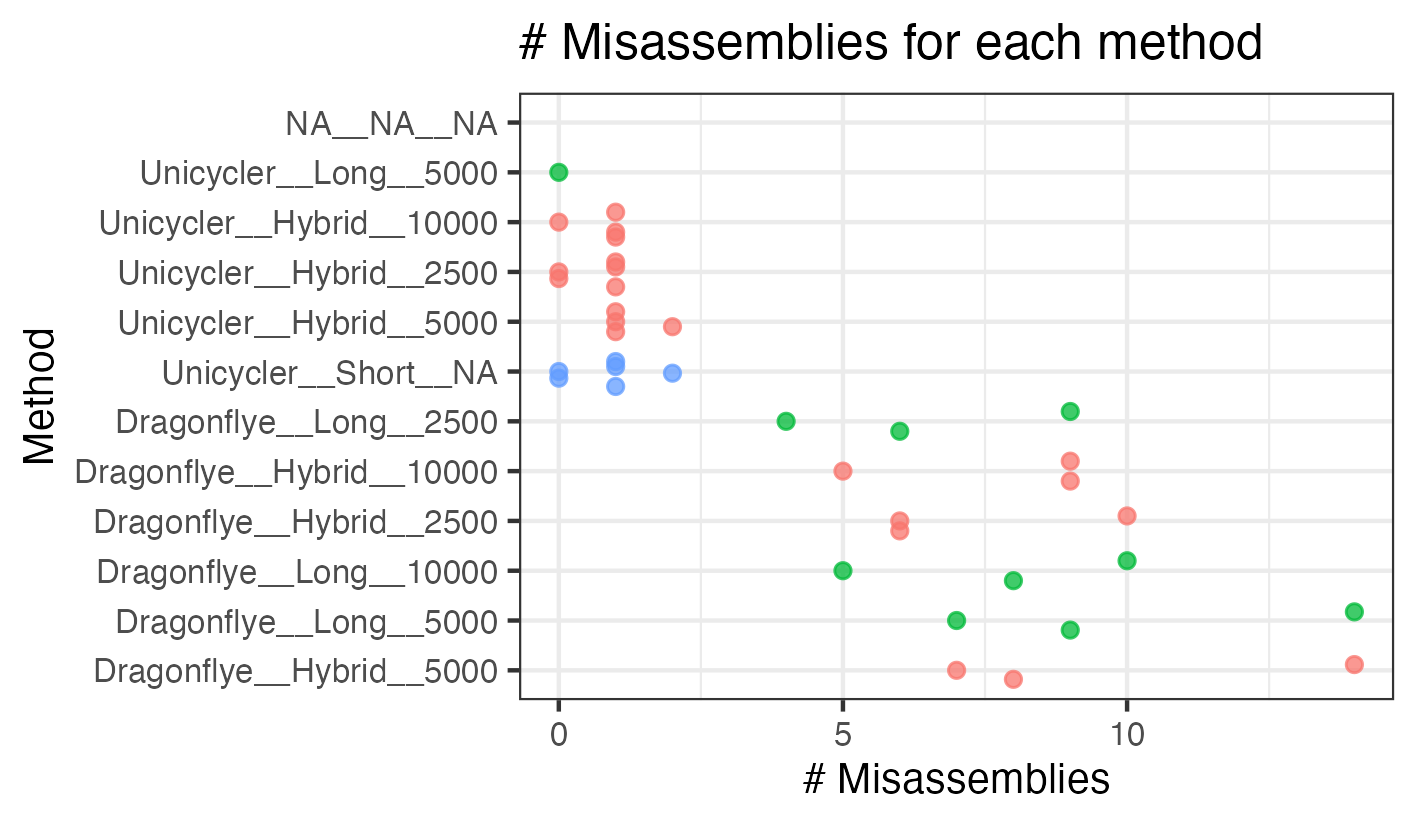 # Misassemblies for each method
Method
NA__NA__NA
Unicycler__Long__5000
Unicycler__Hybrid__10000
Unicycler__Hybrid__2500
Unicycler__Hybrid__5000
Unicycler__Short__NA
Dragonflye__Long__2500
Dragonflye__Hybrid__10000
Dragonflye__Hybrid__2500
Dragonflye__Long__10000
Dragonflye__Long__5000
Dragonflye__Hybrid__5000
0 5 10
# Misassemblies